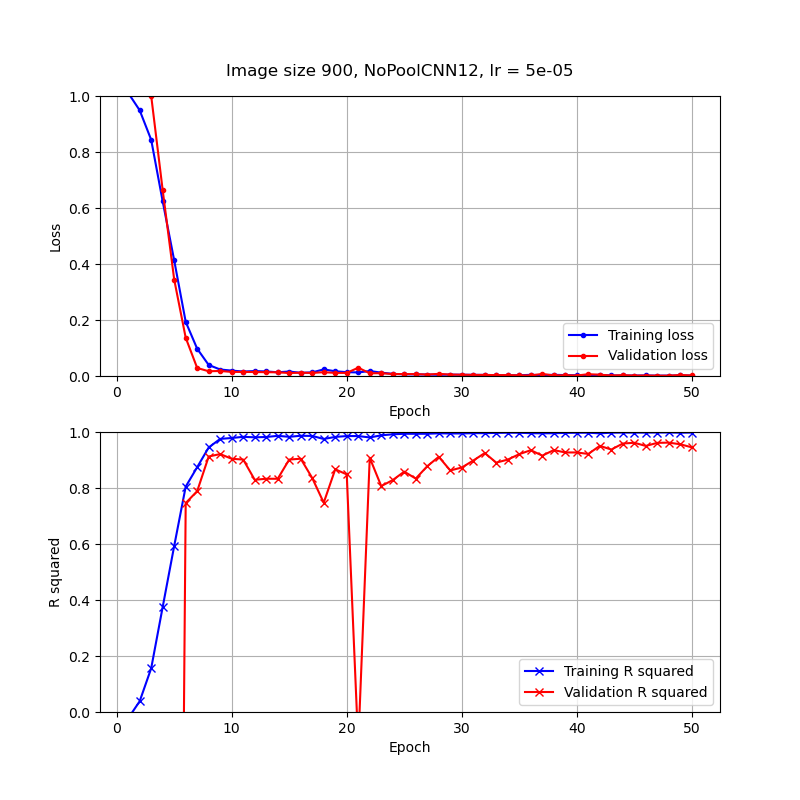 Image size 900, NoPoolCNN12, lr = 5e-05
1.0
0.8
0.6
0.4
0.2
0.0
Loss
Training loss
Validation loss
0 10 20 30 40 50
Epoch
1.0
0.8
0.6
0.4
0.2
0.0
R squared
Training R squared
Validation R squared
0 10 20 30 40 50
Epoch